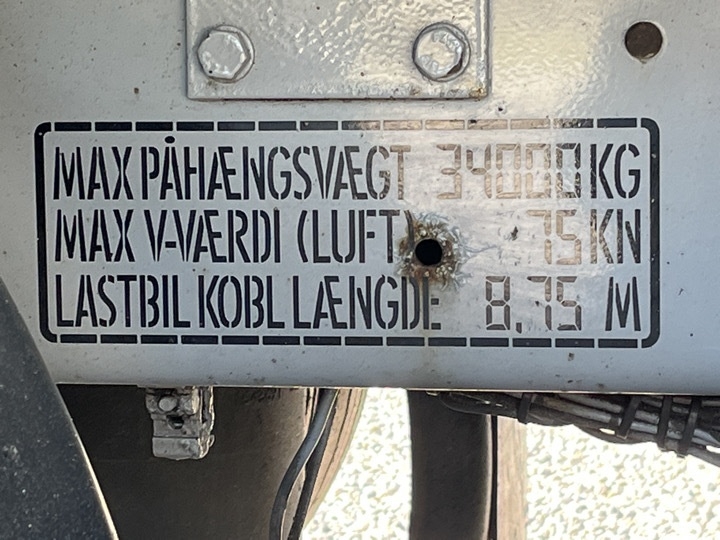 MAX PÅHÆNGSVÆGT 34000 KG
MAX V-VÆRDI (LUFT) 75 KN
LASTBIL KOBL LÆNGDE 8,75 M